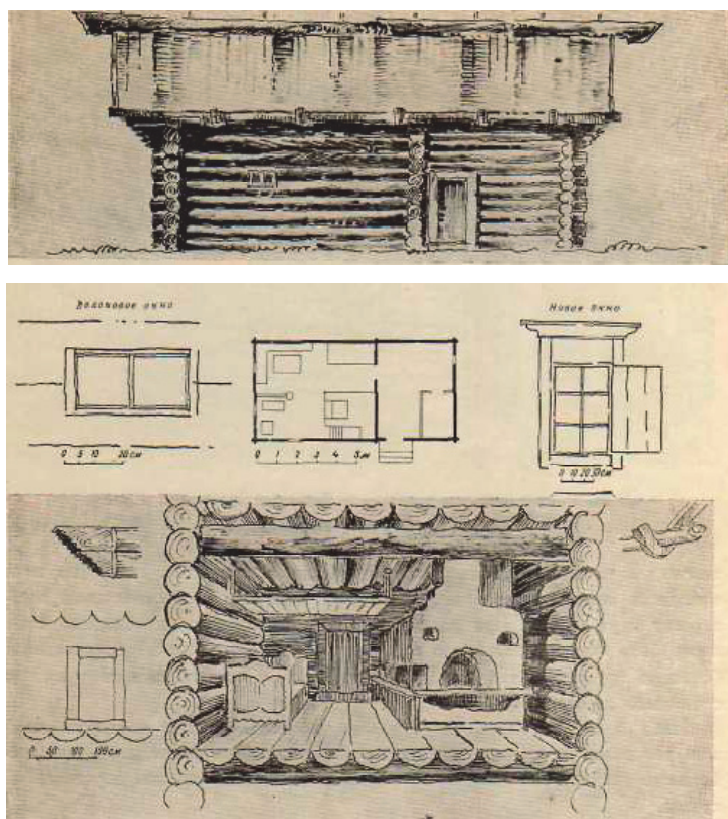 Волоковое окно
Новое окно
0 5 10 20 см
0 1 2 3 4 5 м
0 10 20 30 см
0 50 100 150 см